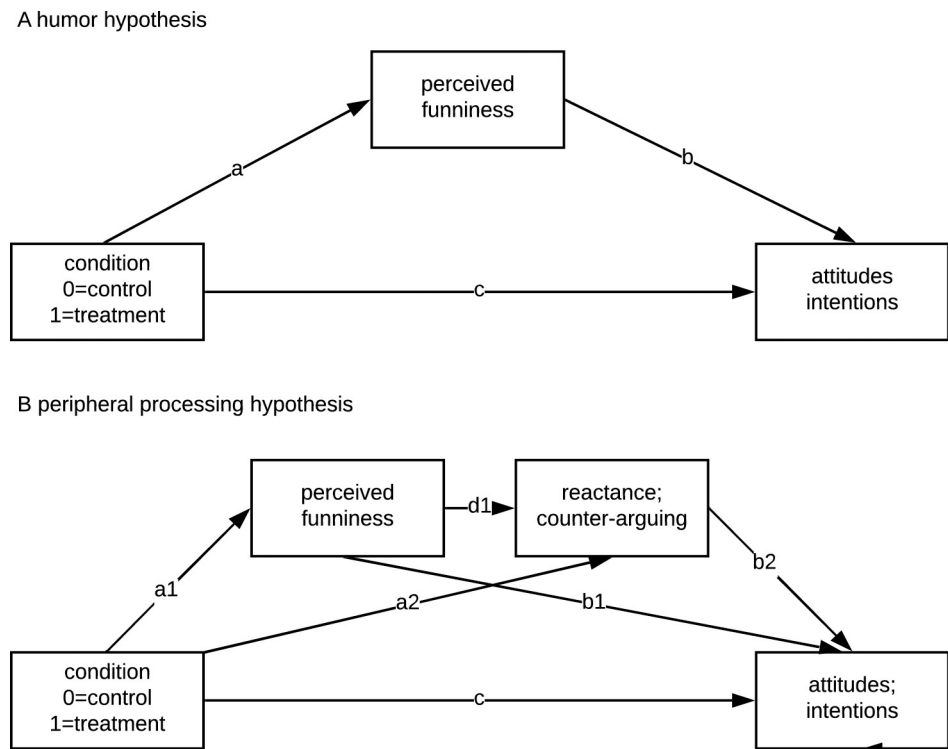 A humor hypothesis
perceived
funniness
a
b
condition
0=control
1=treatment
c
attitudes
intentions
B peripheral processing hypothesis
perceived
funniness
d1
reactance;
counter-arguing
a1
a2
b1
b2
condition
0=control
1=treatment
c
attitudes;
intentions